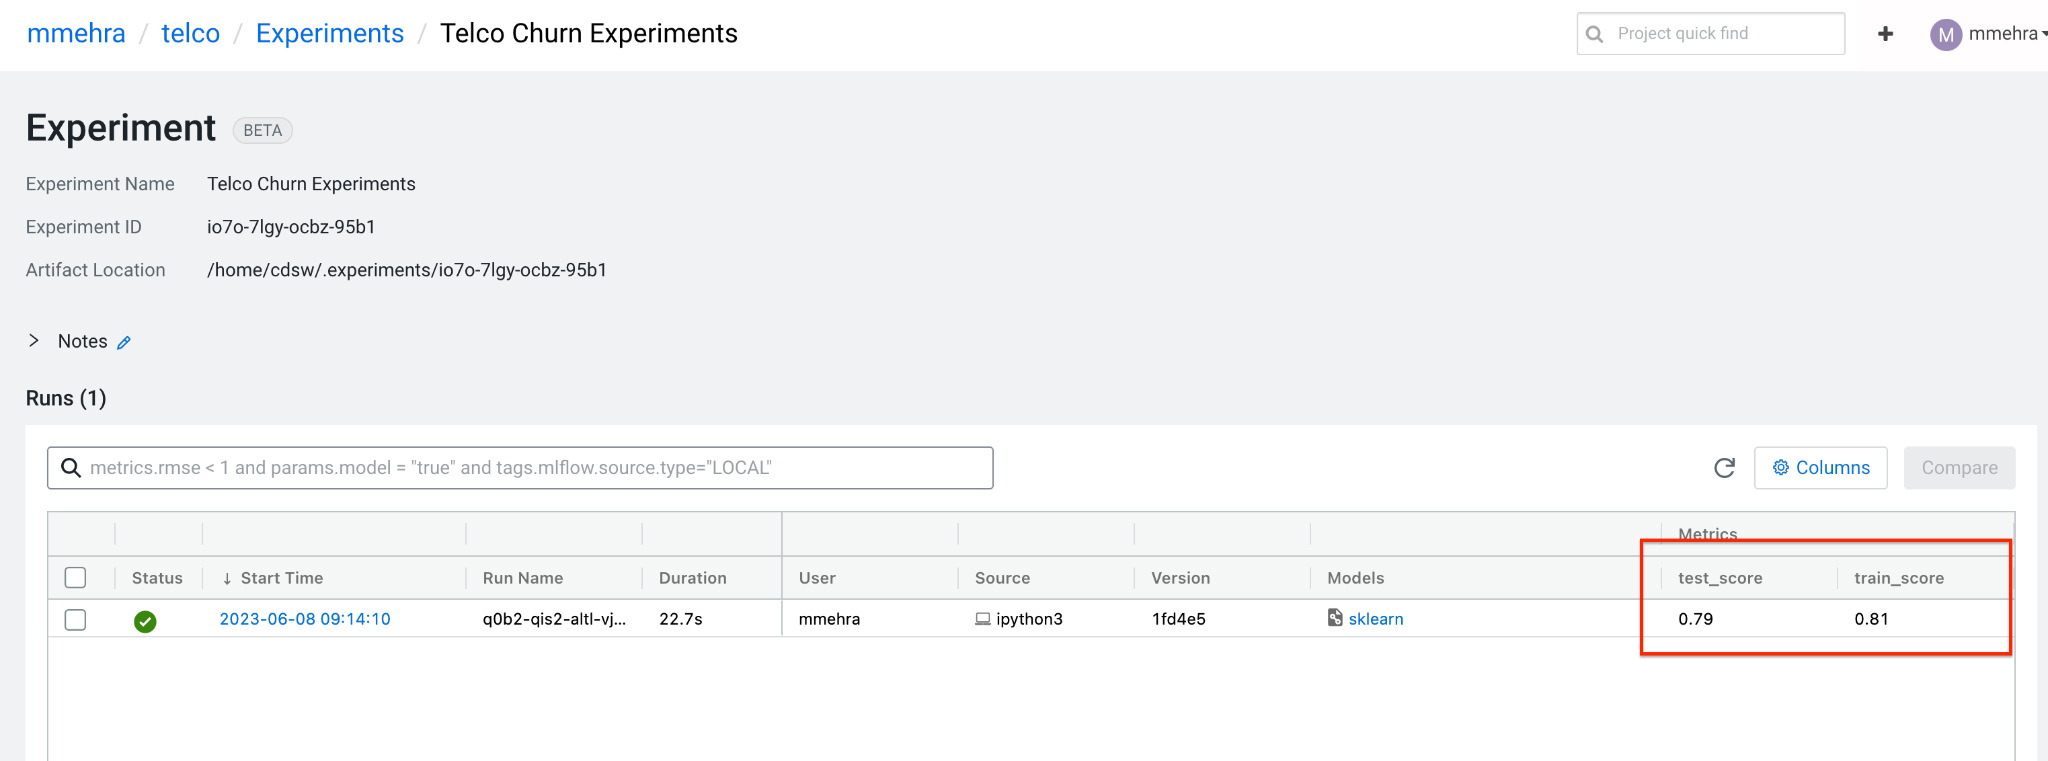 mmehra / telco / Experiments / Telco Churn Experiments
Project quick find
+
M mmehra
Experiment BETA
Experiment Name Telco Churn Experiments
Experiment ID io7o-7lgy-ocbz-95b1
Artifact Location /home/cdsw/.experiments/io7o-7lgy-ocbz-95b1
Notes
Runs (1)
metrics.rmse < 1 and params.model = "true" and tags.mlflow.source.type="LOCAL"
Columns Compare
Metrics
Status ↓ Start Time Run Name Duration User Source Version Models test_score train_score
2023-06-08 09:14:10 q0b2-qis2-altl-vj... 22.7s mmehra ipython3 1fd4e5 sklearn 0.79 0.81